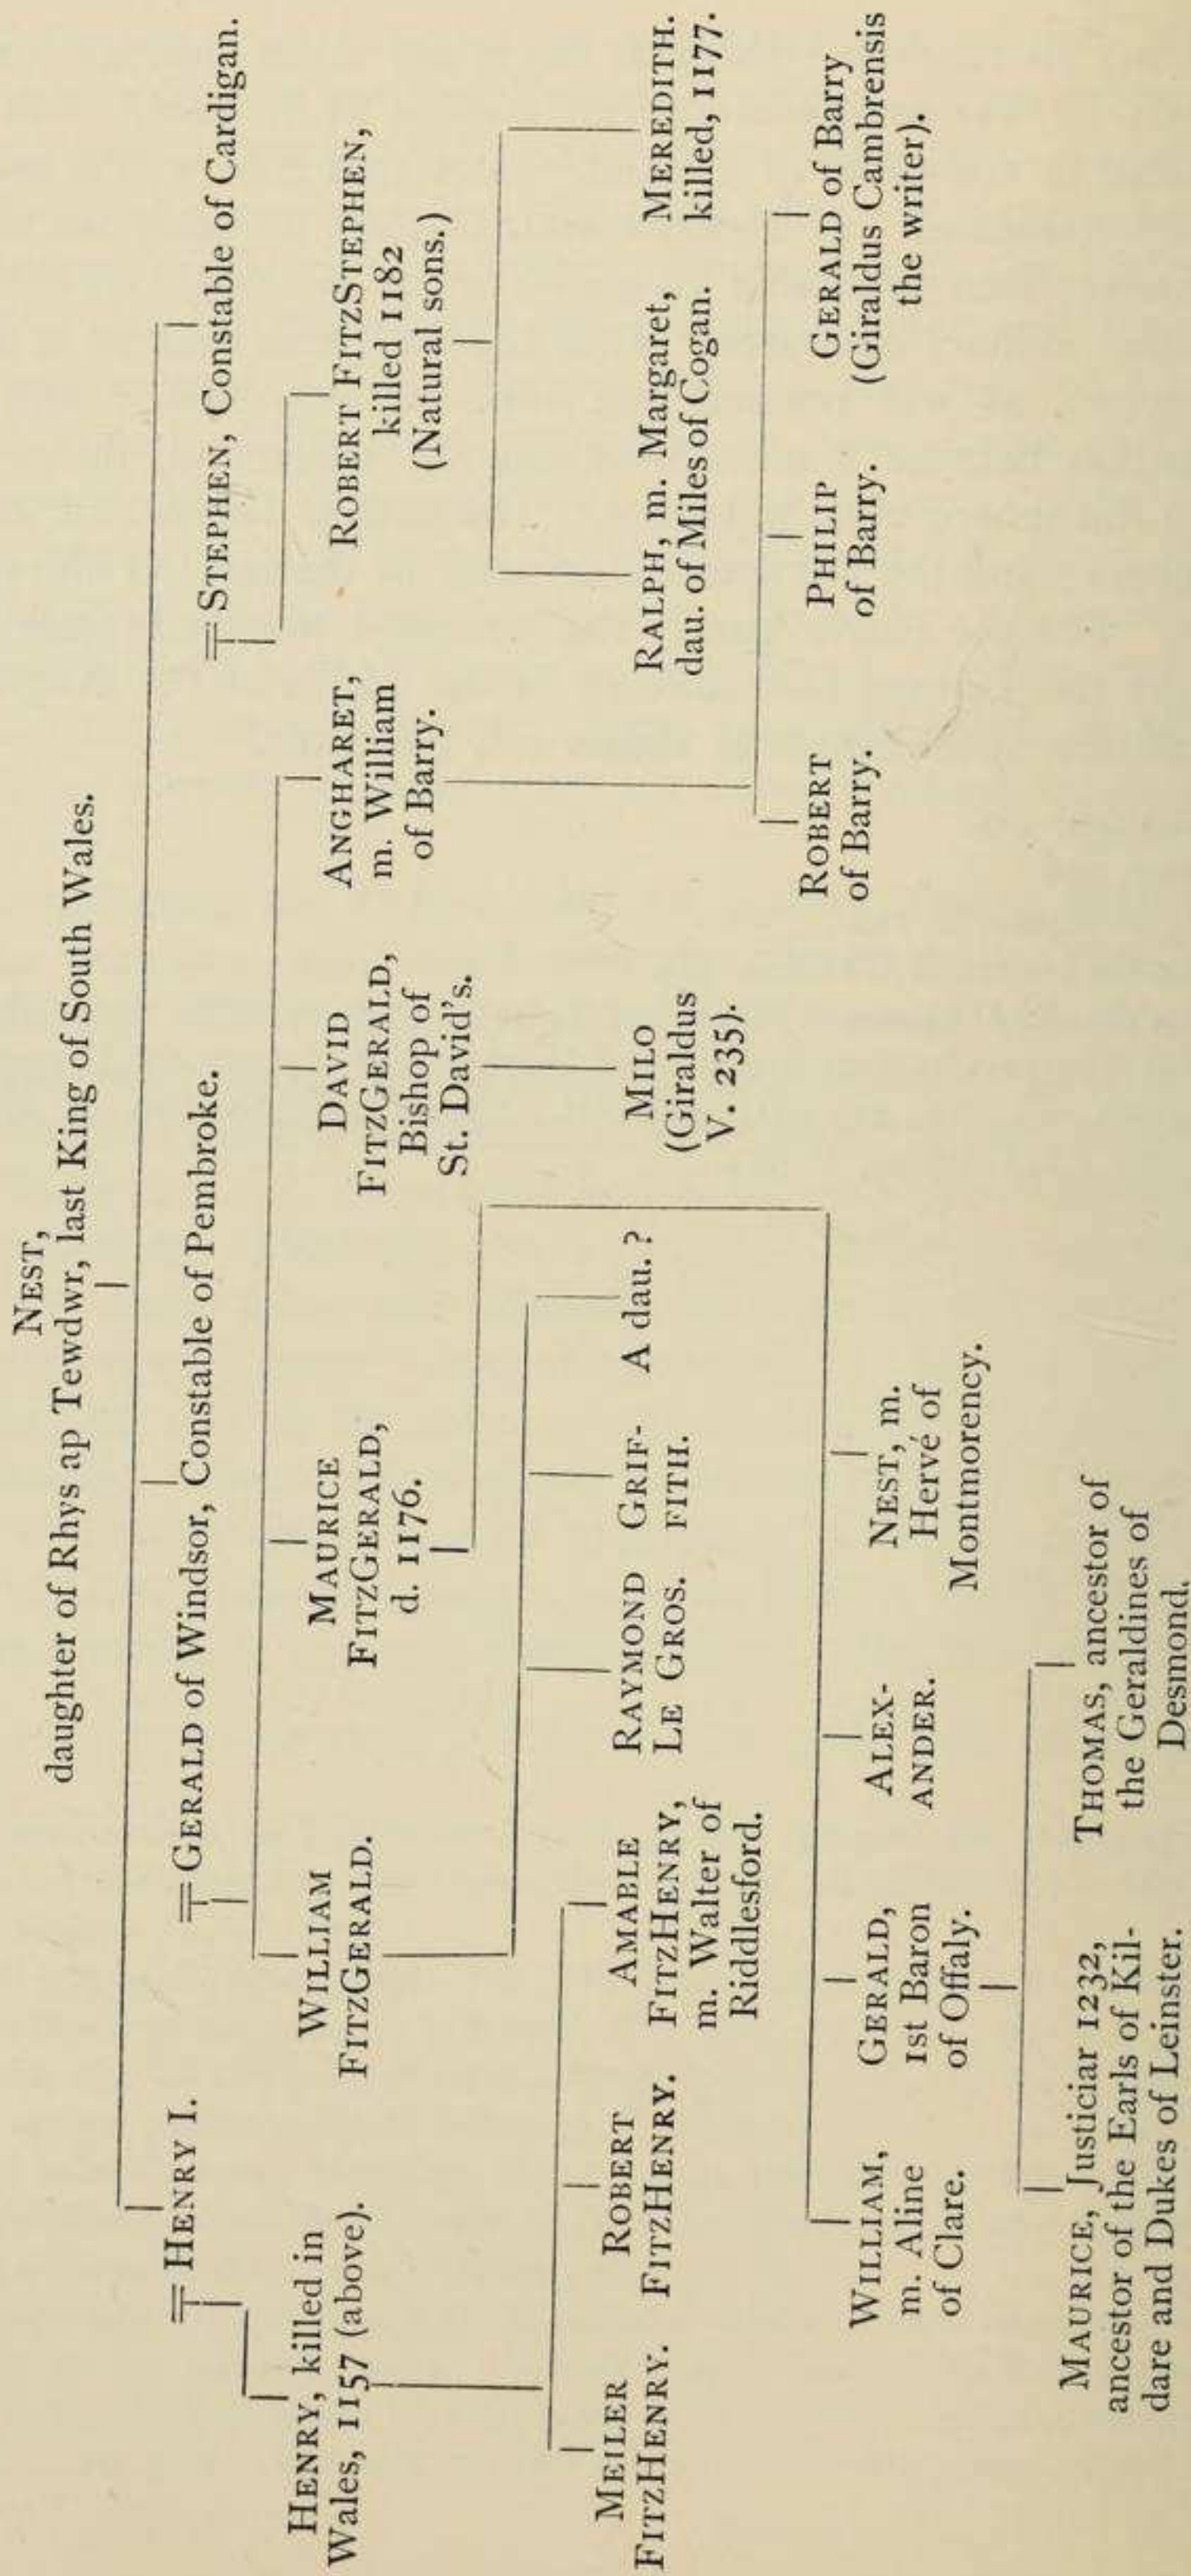 NEST,
daughter of Rhys ap Tewdwr, last King of South Wales.
=HENRY I.
=GERALD of Windsor, Constable of Pembroke.
=STEPHEN, Constable of Cardigan.
HENRY, killed in
Wales, 1157 (above).
WILLIAM
FITZGERALD.
MAURICE
FITZGERALD,
d. 1176.
DAVID
FITZGERALD,
Bishop of
St. David's.
ANGHARET,
m. William
of Barry.
ROBERT FITZSTEPHEN,
killed 1182
(Natural sons.)
MEILER
FITZHENRY.
ROBERT
FITZHENRY.
AMABLE
FITZHENRY,
m. Walter of
Riddlesford.
RAYMOND
LE GROS.
GRIF-
FITH.
A dau. ?
MILO
(Giraldus
V. 235).
RALPH, m. Margaret,
dau. of Miles of Cogan.
MEREDITH.
killed, 1177.
WILLIAM,
m. Aline
of Clare.
GERALD,
1st Baron
of Offaly.
ALEX-
ANDER.
NEST, m.
Hervé of
Montmorency.
ROBERT
of Barry.
PHILIP
of Barry.
GERALD of Barry
(Giraldus Cambrensis
the writer).
MAURICE, Justiciar 1232,
ancestor of the Earls of Kil-
dare and Dukes of Leinster.
THOMAS, ancestor of
the Geraldines of
Desmond.